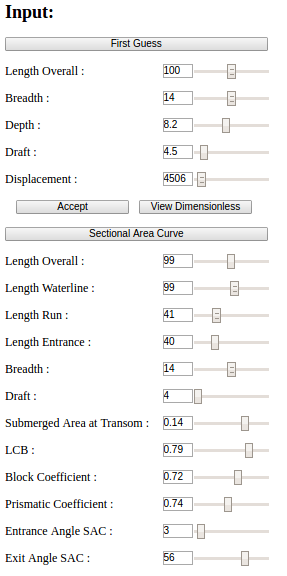 Input:
First Guess
Length Overall : 100
Breadth : 14
Depth : 8.2
Draft : 4.5
Displacement : 4506
Accept View Dimensionless
Sectional Area Curve
Length Overall : 99
Length Waterline : 99
Length Run : 41
Length Entrance : 40
Breadth : 14
Draft : 4
Submerged Area at Transom : 0.14
LCB : 0.79
Block Coefficient : 0.72
Prismatic Coefficient : 0.74
Entrance Angle SAC : 3
Exit Angle SAC : 56